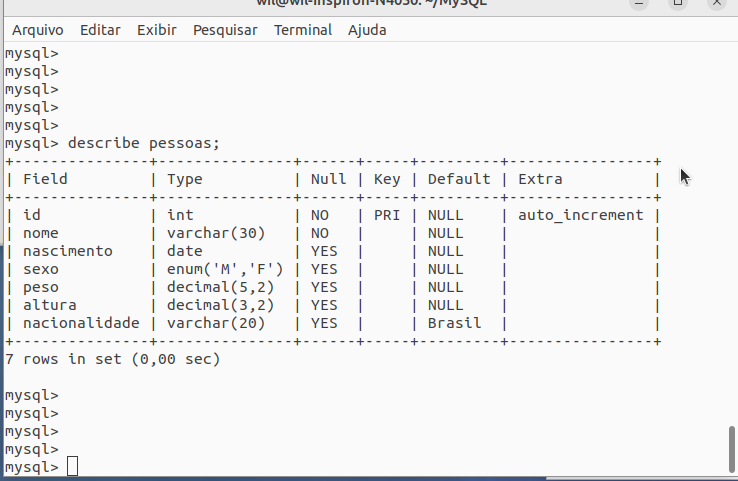 wil@wil-Inspiron-N4030: ~/MySQL
Arquivo Editar Exibir Pesquisar Terminal Ajuda
mysql>
mysql>
mysql>
mysql>
mysql>
mysql> describe pessoas;
+---------------+---------------+------+-----+---------+----------------+
| Field         | Type          | Null | Key | Default | Extra          |
+---------------+---------------+------+-----+---------+----------------+
| id            | int           | NO   | PRI | NULL    | auto_increment |
| nome          | varchar(30)   | NO   |     | NULL    |                |
| nascimento    | date          | YES  |     | NULL    |                |
| sexo          | enum('M','F') | YES  |     | NULL    |                |
| peso          | decimal(5,2)  | YES  |     | NULL    |                |
| altura        | decimal(3,2)  | YES  |     | NULL    |                |
| nacionalidade | varchar(20)   | YES  |     | Brasil  |                |
+---------------+---------------+------+-----+---------+----------------+
7 rows in set (0,00 sec)
mysql>
mysql>
mysql>
mysql>
mysql>